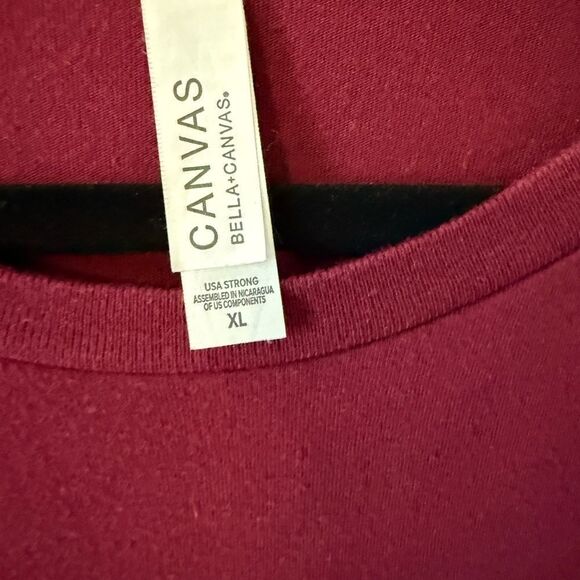 CANVAS
BELLA+CANVAS®
USA STRONG
ASSEMBLED IN NICARAGUA
OF US COMPONENTS
XL